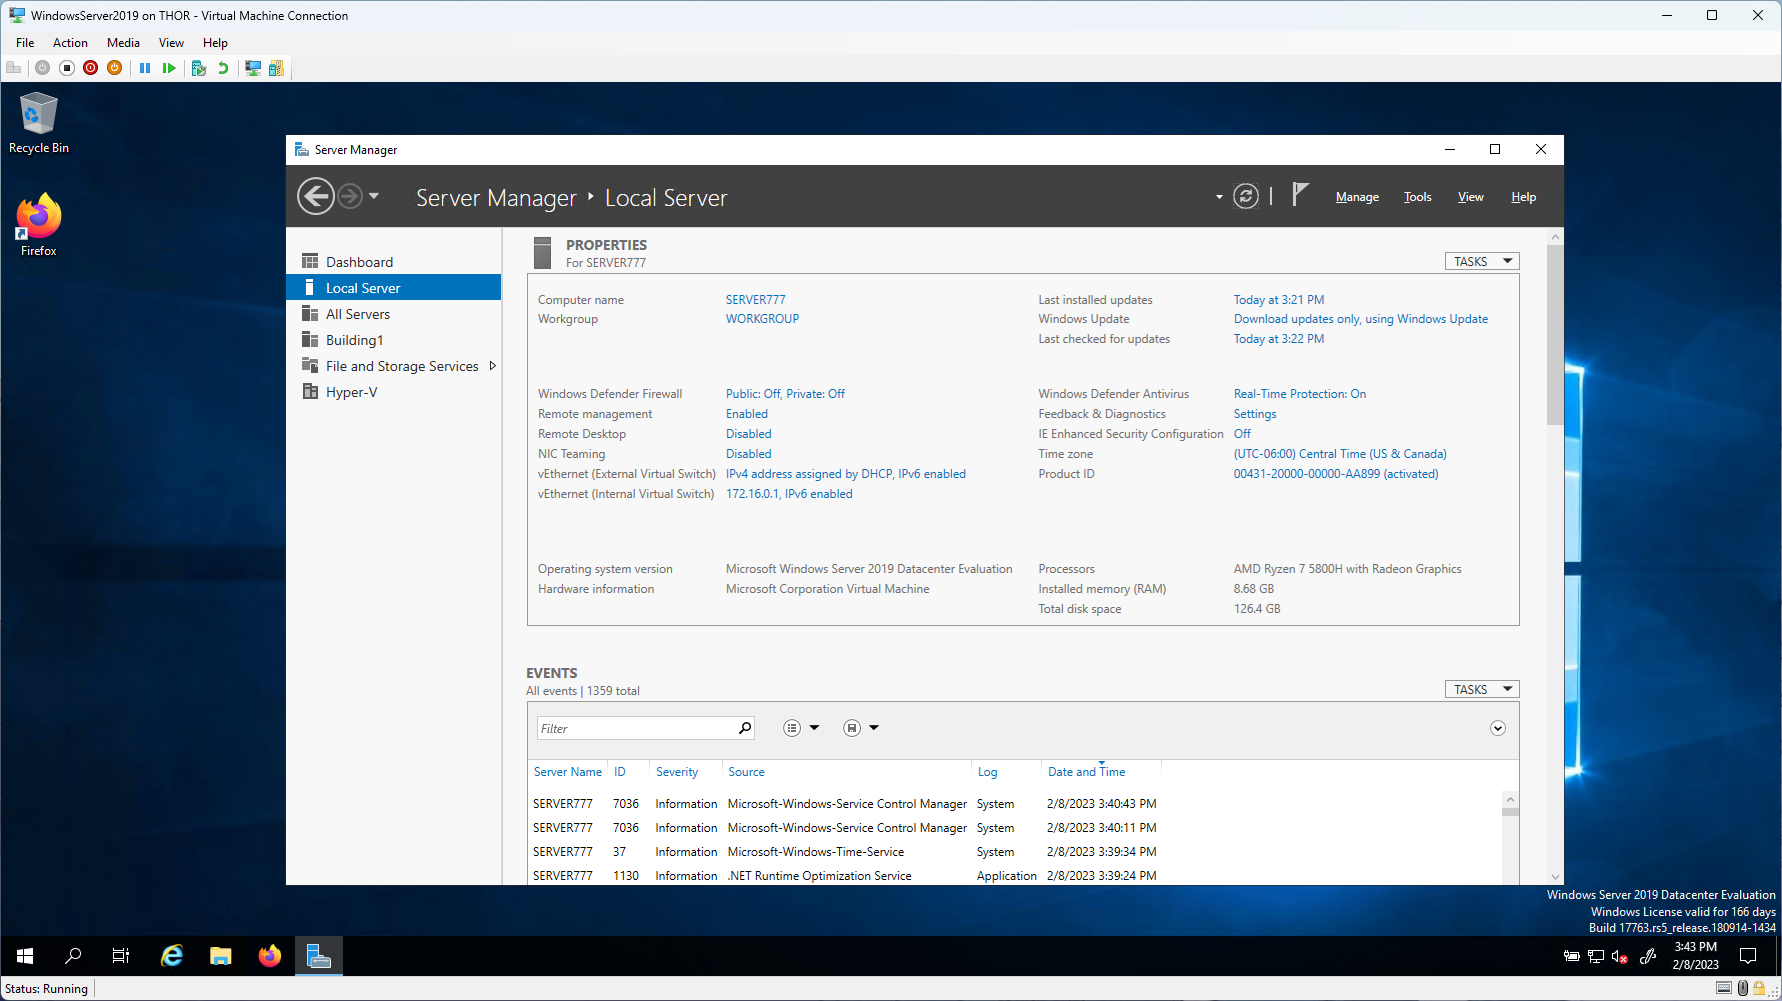 WindowsServer2019 on THOR - Virtual Machine Connection
File Action Media View Help
Recycle Bin
Firefox
Server Manager
Server Manager Local Server
Manage Tools View Help
Dashboard
Local Server
All Servers
Building1
File and Storage Services
Hyper-V
PROPERTIES
For SERVER777
TASKS
Computer name SERVER777 Last installed updates Today at 3:21 PM
Workgroup WORKGROUP Windows Update Download updates only, using Windows Update
Last checked for updates Today at 3:22 PM
Windows Defender Firewall Public: Off, Private: Off Windows Defender Antivirus Real-Time Protection: On
Remote management Enabled Feedback & Diagnostics Settings
Remote Desktop Disabled IE Enhanced Security Configuration Off
NIC Teaming Disabled Time zone (UTC-06:00) Central Time (US & Canada)
vEthernet (External Virtual Switch) IPv4 address assigned by DHCP, IPv6 enabled Product ID 00431-20000-00000-AA899 (activated)
vEthernet (Internal Virtual Switch) 172.16.0.1, IPv6 enabled
Operating system version Microsoft Windows Server 2019 Datacenter Evaluation Processors AMD Ryzen 7 5800H with Radeon Graphics
Hardware information Microsoft Corporation Virtual Machine Installed memory (RAM) 8.68 GB
Total disk space 126.4 GB
EVENTS
All events | 1359 total
TASKS
Filter
Server Name ID Severity Source Log Date and Time
SERVER777 7036 Information Microsoft-Windows-Service Control Manager System 2/8/2023 3:40:43 PM
SERVER777 7036 Information Microsoft-Windows-Service Control Manager System 2/8/2023 3:40:11 PM
SERVER777 37 Information Microsoft-Windows-Time-Service System 2/8/2023 3:39:34 PM
SERVER777 1130 Information .NET Runtime Optimization Service Application 2/8/2023 3:39:24 PM
Windows Server 2019 Datacenter Evaluation
Windows License valid for 166 days
Build 17763.rs5_release.180914-1434
3:43 PM
2/8/2023
Status: Running